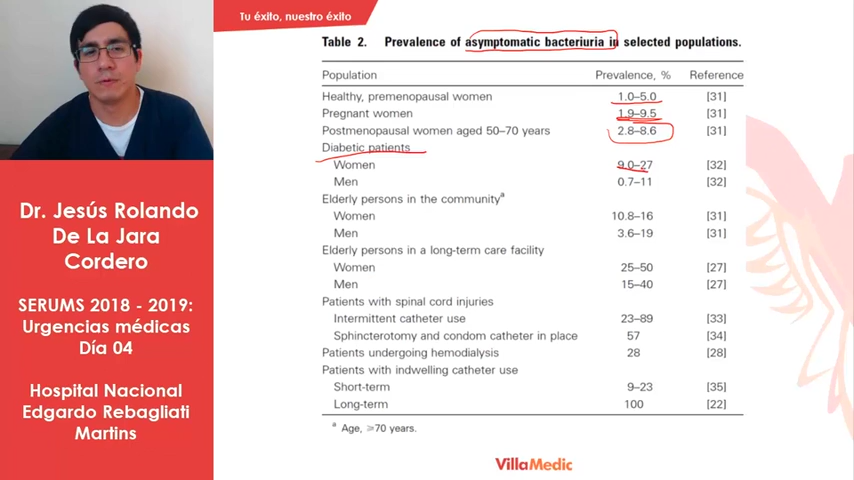 Tu éxito, nuestro éxito
Dr. Jesús Rolando
De La Jara
Cordero
SERUMS 2018 - 2019:
Urgencias médicas
Día 04
Hospital Nacional
Edgardo Rebagliati
Martins
Table 2. Prevalence of asymptomatic bacteriuria in selected populations.
Population Prevalence, % Reference
Healthy, premenopausal women 1.0–5.0 [31]
Pregnant women 1.9–9.5 [31]
Postmenopausal women aged 50–70 years 2.8–8.6 [31]
Diabetic patients
Women 9.0–27 [32]
Men 0.7–11 [32]
Elderly persons in the community a
Women 10.8–16 [31]
Men 3.6–19 [31]
Elderly persons in a long-term care facility
Women 25–50 [27]
Men 15–40 [27]
Patients with spinal cord injuries
Intermittent catheter use 23–89 [33]
Sphincterotomy and condom catheter in place 57 [34]
Patients undergoing hemodialysis 28 [28]
Patients with indwelling catheter use
Short-term 9–23 [35]
Long-term 100 [22]
a Age, ⩾70 years.
VillaMedic